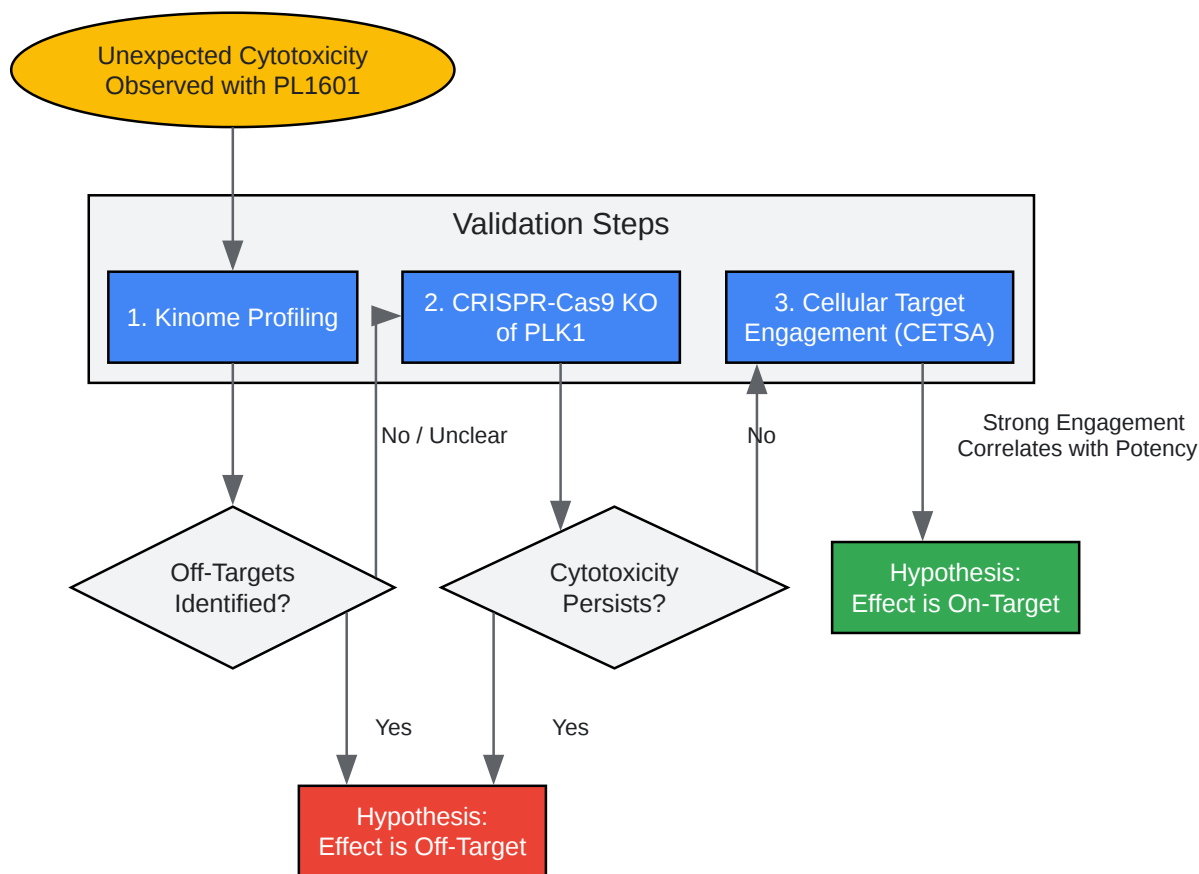 Unexpected Cytotoxicity
Observed with PL1601
Validation Steps
1. Kinome Profiling
2. CRISPR-Cas9 KO
of PLK1
3. Cellular Target
Engagement (CETSA)
No / Unclear
No
Strong Engagement
Correlates with Potency
Off-Targets
Identified?
Cytotoxicity
Persists?
Hypothesis:
Effect is On-Target
Yes
Yes
Hypothesis:
Effect is Off-Target